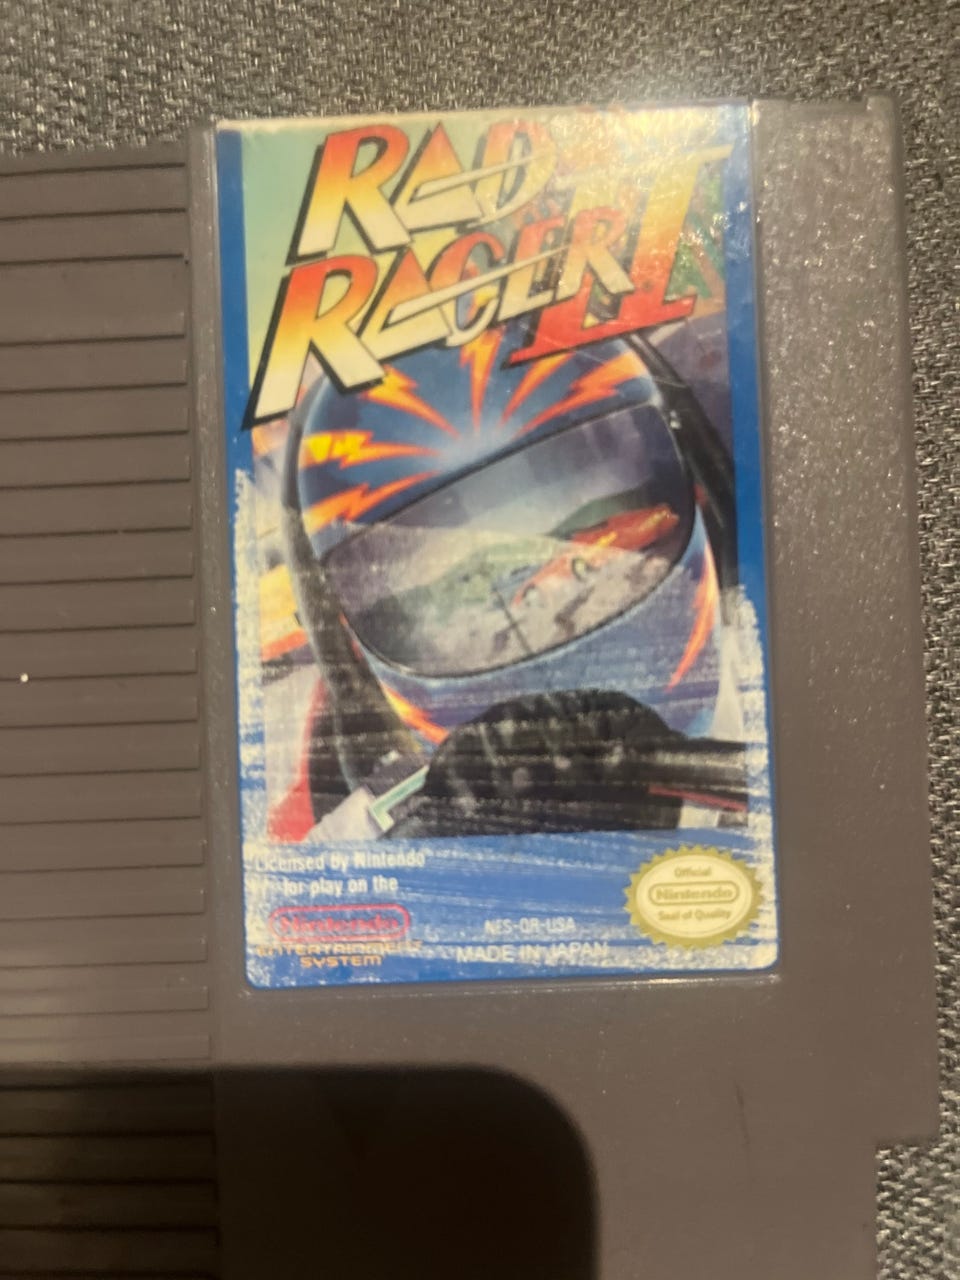 RAD
RACER II
Licensed by Nintendo™
for play on the
Nintendo
ENTERTAINMENT
SYSTEM
NES-QR-USA
MADE IN JAPAN
Official
Nintendo
Seal of Quality